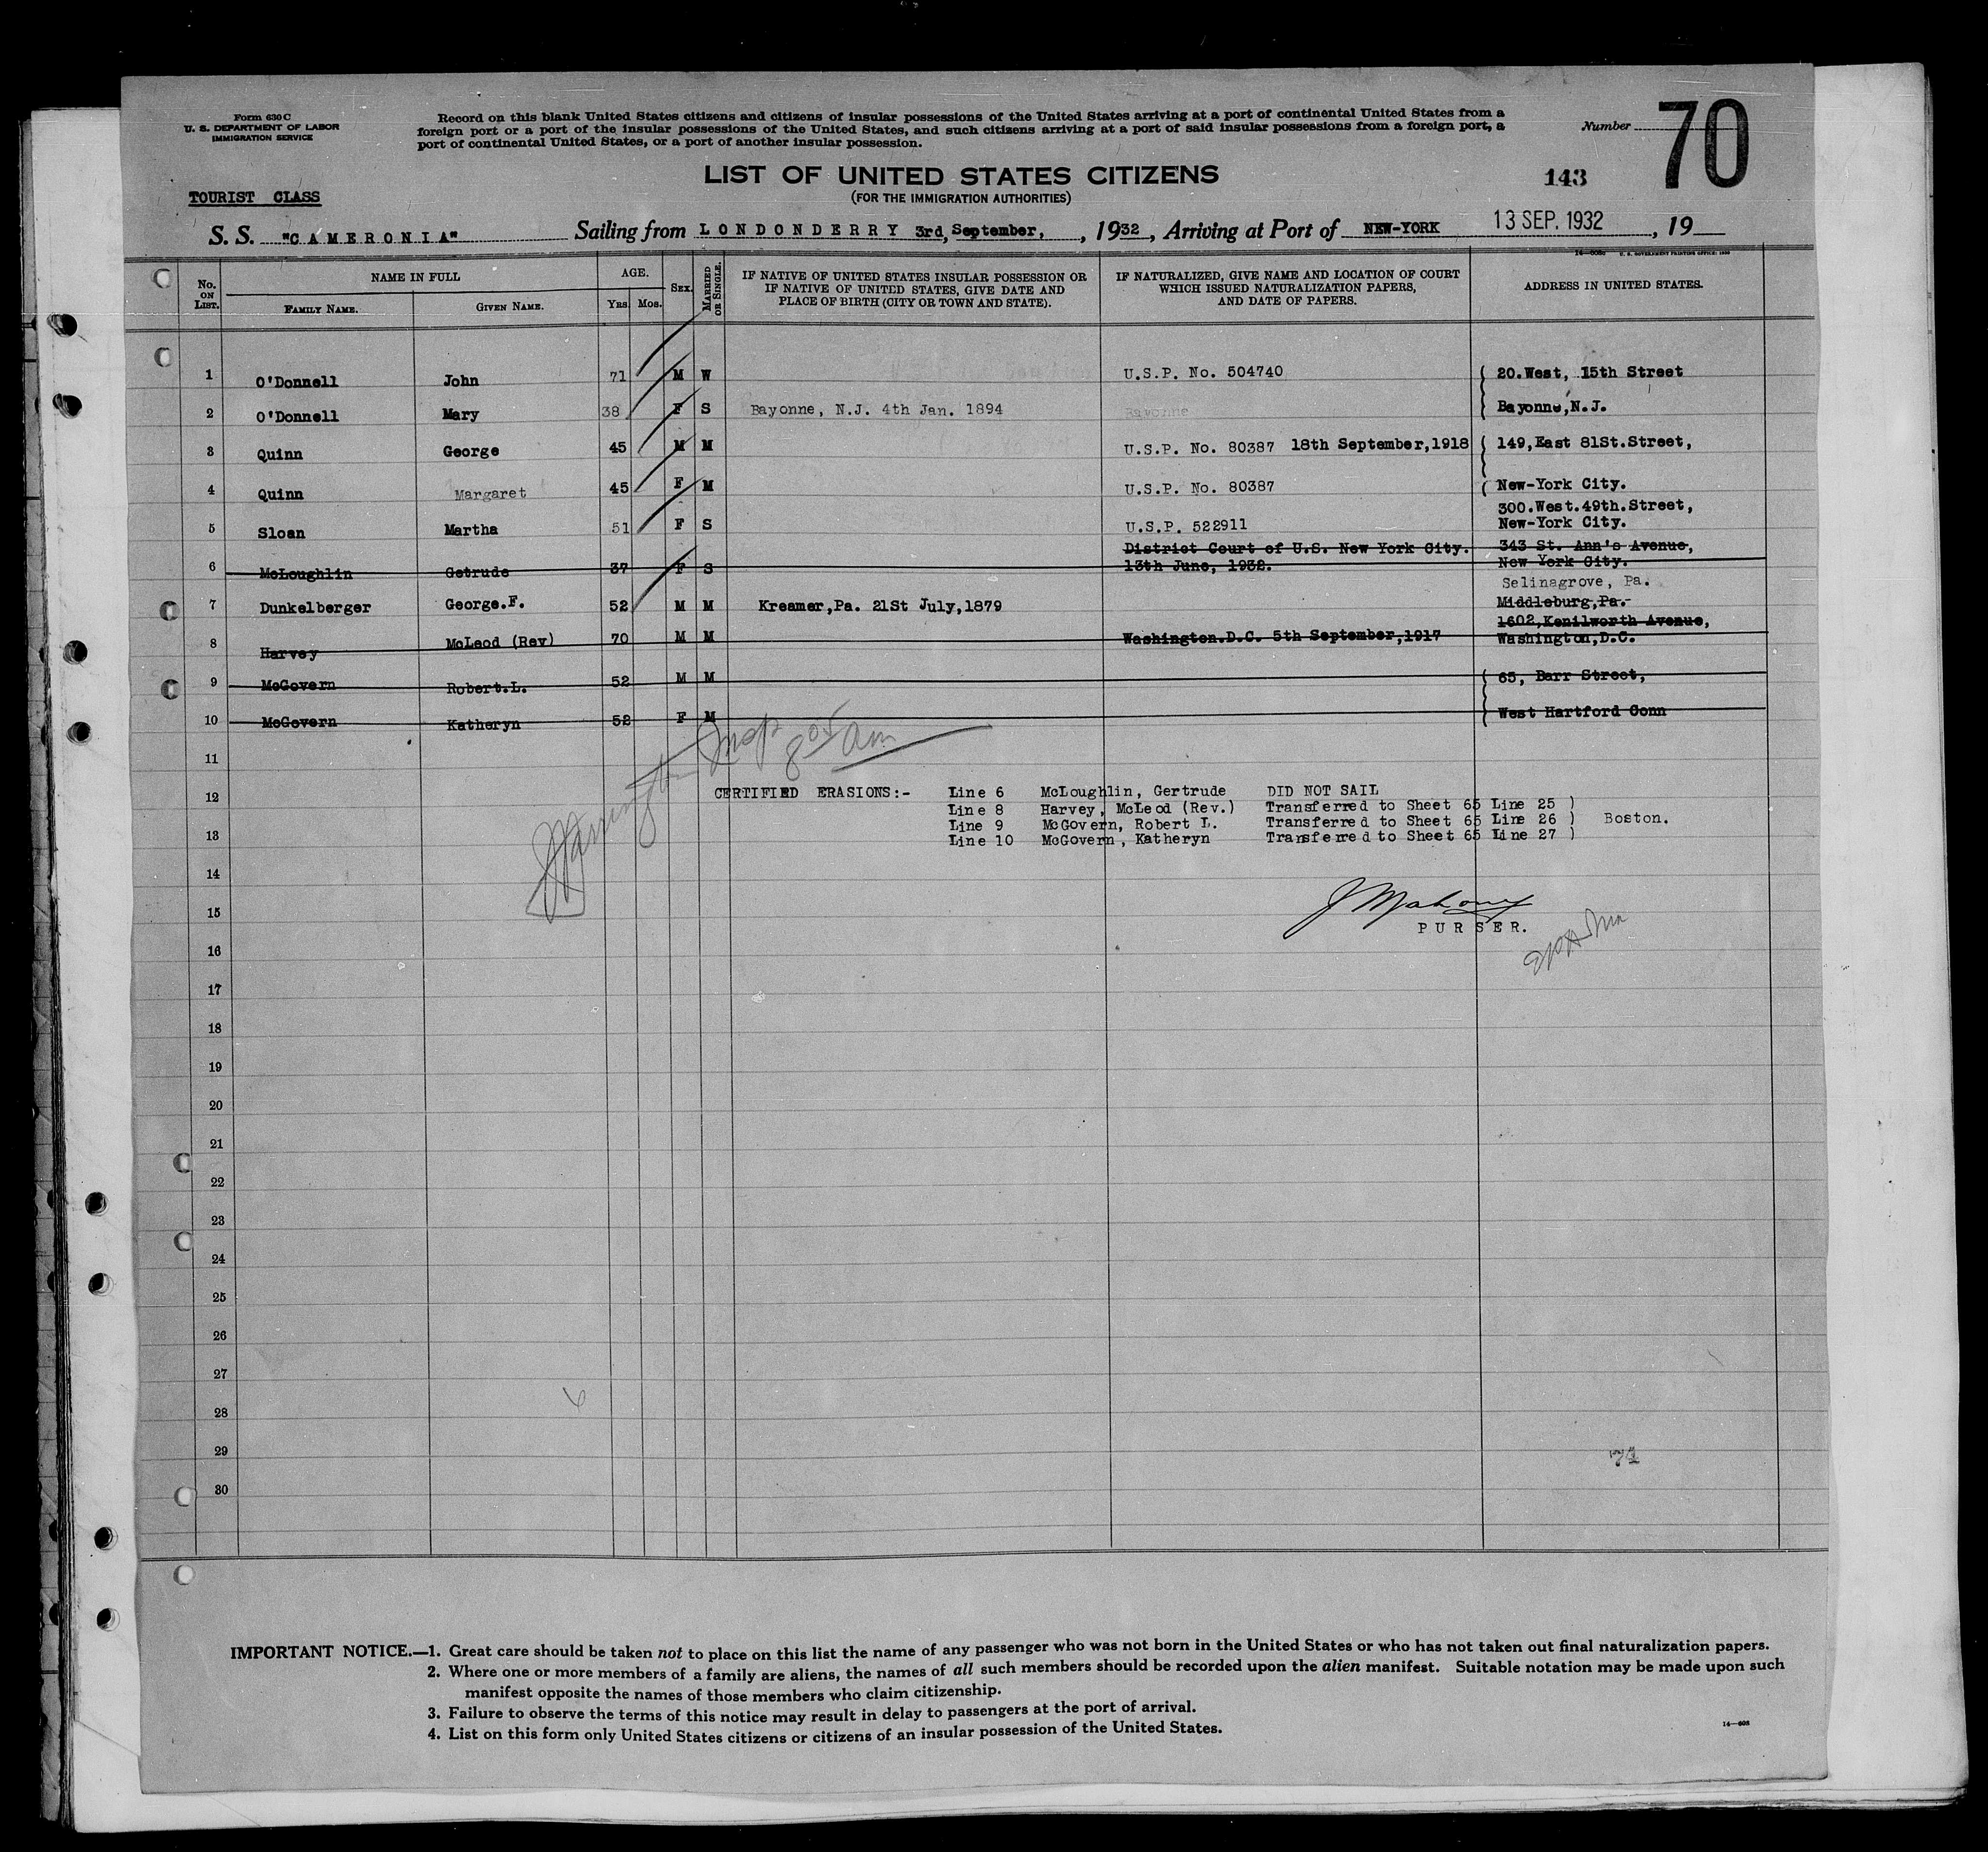 Form 630 C
U. S. DEPARTMENT OF LABOR
IMMIGRATION SERVICE
Record on this blank United States citizens and citizens of insular possessions of the United States arriving at a port of continental United States from a
foreign port or a port of the insular possessions of the United States, and such citizens arriving at a port of said insular possessions from a foreign port, a
port of continental United States, or a port of another insular possession.
Number 70
LIST OF UNITED STATES CITIZENS
(FOR THE IMMIGRATION AUTHORITIES)
143
TOURIST CLASS
S. S. "CAMERONIA" Sailing from LONDONDERRY 3rd, September, , 1932, Arriving at Port of NEW-YORK 13 SEP. 1932 , 19
U. S. GOVERNMENT PRINTING OFFICE: 1930
No. ON LIST. NAME IN FULL FAMILY NAME. GIVEN NAME. AGE. YRS. MOS. SEX. MARRIED OR SINGLE. IF NATIVE OF UNITED STATES INSULAR POSSESSION OR IF NATIVE OF UNITED STATES, GIVE DATE AND PLACE OF BIRTH (CITY OR TOWN AND STATE). IF NATURALIZED, GIVE NAME AND LOCATION OF COURT WHICH ISSUED NATURALIZATION PAPERS, AND DATE OF PAPERS. ADDRESS IN UNITED STATES.
1 O'Donnell John 71 M W U.S.P. No. 504740 20.West, 15th Street
2 O'Donnell Mary 38 F S Bayonne, N.J. 4th Jan. 1894 Bayonne Bayonne,N.J.
3 Quinn George 45 M M U.S.P. No. 80387 18th September,1918 149,East 81St.Street,
4 Quinn Margaret 45 F M U.S.P. No. 80387 New-York City.
300.West.49th.Street,
5 Sloan Martha 51 F S U.S.P. 522911 New-York City.
District Court of U.S. New York City. 343 St. Ann's Avenue,
6 McLoughlin Getrude 37 F S 13th June, 1932. New York City.
Selinagrove, Pa.
7 Dunkelberger George.F. 52 M M Kreamer,Pa. 21St July,1879 Middleburg,Pa.
1602,Kenilworth Avenue,
8 Harvey McLeod (Rev) 70 M M Washington.D.C. 5th September,1917 Washington,D.C.
9 McGovern Robert.L. 52 M M 65, Barr Street,
10 McGovern Katheryn 52 F M West Hartford Conn
11
Insp
8 05 am
12 CERTIFIED ERASIONS:- Line 6 McLoughlin, Gertrude DID NOT SAIL
Line 8 Harvey, McLeod (Rev.) Transferred to Sheet 65 Line 25 )
Line 9 McGovern, Robert L. Transferred to Sheet 65 Line 26 ) Boston.
13 Line 10 McGovern, Katheryn Transferred to Sheet 65 Line 27 )
14
J Mahony
15
PURSER.
16
17
18
19
20
21
22
23
24
25
26
27
28
29
30
IMPORTANT NOTICE.—1. Great care should be taken not to place on this list the name of any passenger who was not born in the United States or who has not taken out final naturalization papers.
2. Where one or more members of a family are aliens, the names of all such members should be recorded upon the alien manifest. Suitable notation may be made upon such
manifest opposite the names of those members who claim citizenship.
3. Failure to observe the terms of this notice may result in delay to passengers at the port of arrival.
4. List on this form only United States citizens or citizens of an insular possession of the United States.